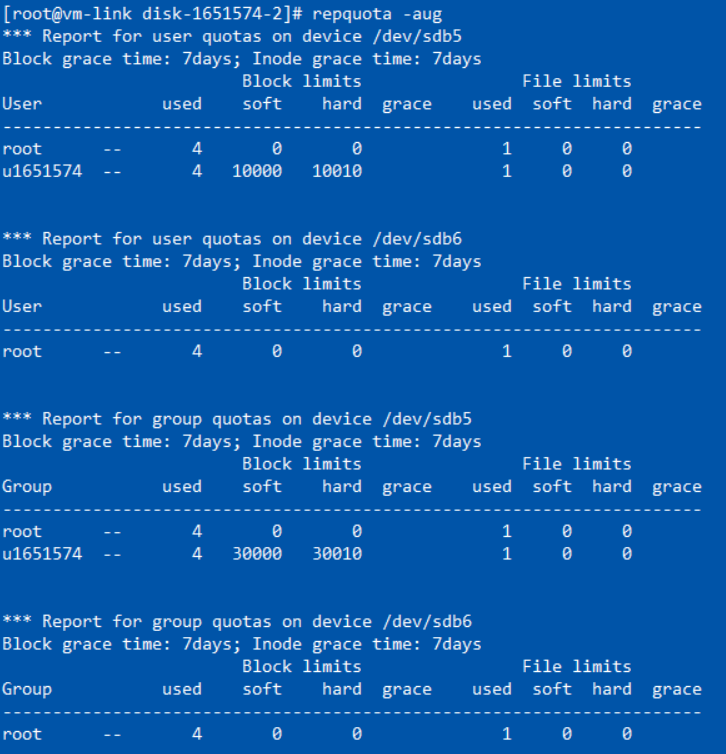 [root@vm-link disk-1651574-2]# repquota -aug
*** Report for user quotas on device /dev/sdb5
Block grace time: 7days; Inode grace time: 7days
                        Block limits                File limits
User            used    soft    hard  grace    used  soft  hard  grace
----------------------------------------------------------------------
root      --       4       0       0              1     0     0
u1651574  --       4   10000   10010              1     0     0

*** Report for user quotas on device /dev/sdb6
Block grace time: 7days; Inode grace time: 7days
                        Block limits                File limits
User            used    soft    hard  grace    used  soft  hard  grace
----------------------------------------------------------------------
root      --       4       0       0              1     0     0

*** Report for group quotas on device /dev/sdb5
Block grace time: 7days; Inode grace time: 7days
                        Block limits                File limits
Group           used    soft    hard  grace    used  soft  hard  grace
----------------------------------------------------------------------
root      --       4       0       0              1     0     0
u1651574  --       4   30000   30010              1     0     0

*** Report for group quotas on device /dev/sdb6
Block grace time: 7days; Inode grace time: 7days
                        Block limits                File limits
Group           used    soft    hard  grace    used  soft  hard  grace
----------------------------------------------------------------------
root      --       4       0       0              1     0     0